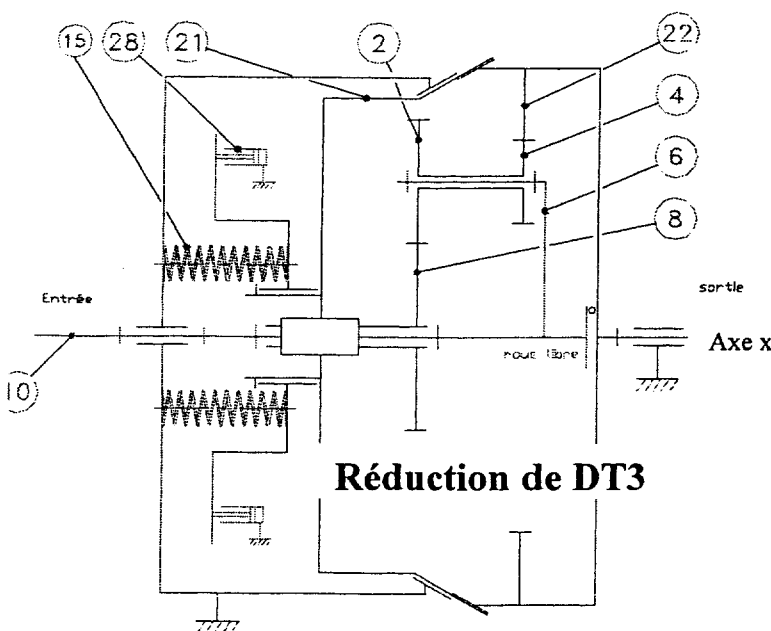 15
28
21
2
22
4
6
8
Entrée
sortie
Axe x
roue libre
10
Réduction de DT3